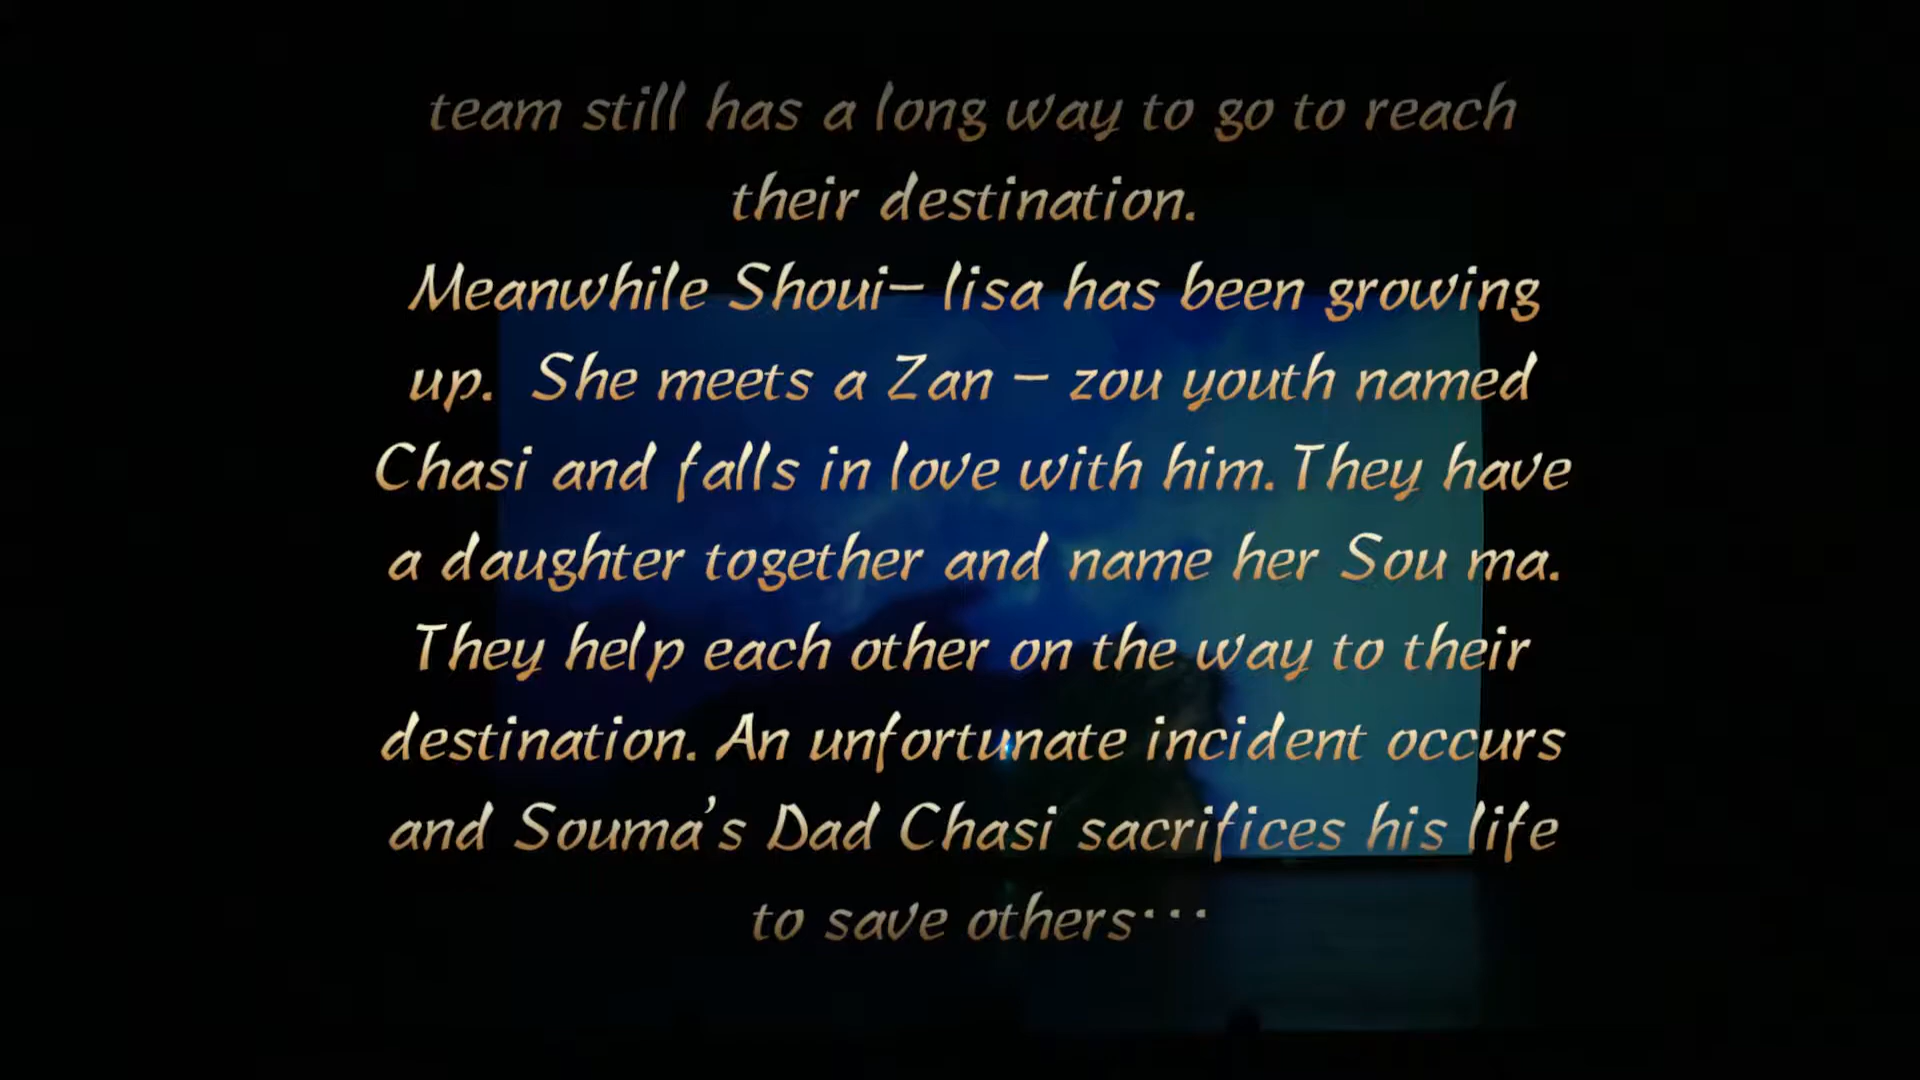 team still has a long way to go to reach
their destination.
Meanwhile Shoui– lisa has been growing
up.  She meets a Zan – zou youth named
Chasi and falls in love with him. They have
a daughter together and name her Sou ma.
They help each other on the way to their
destination. An unfortunate incident occurs
and Souma's Dad Chasi sacrifices his life
to save others···